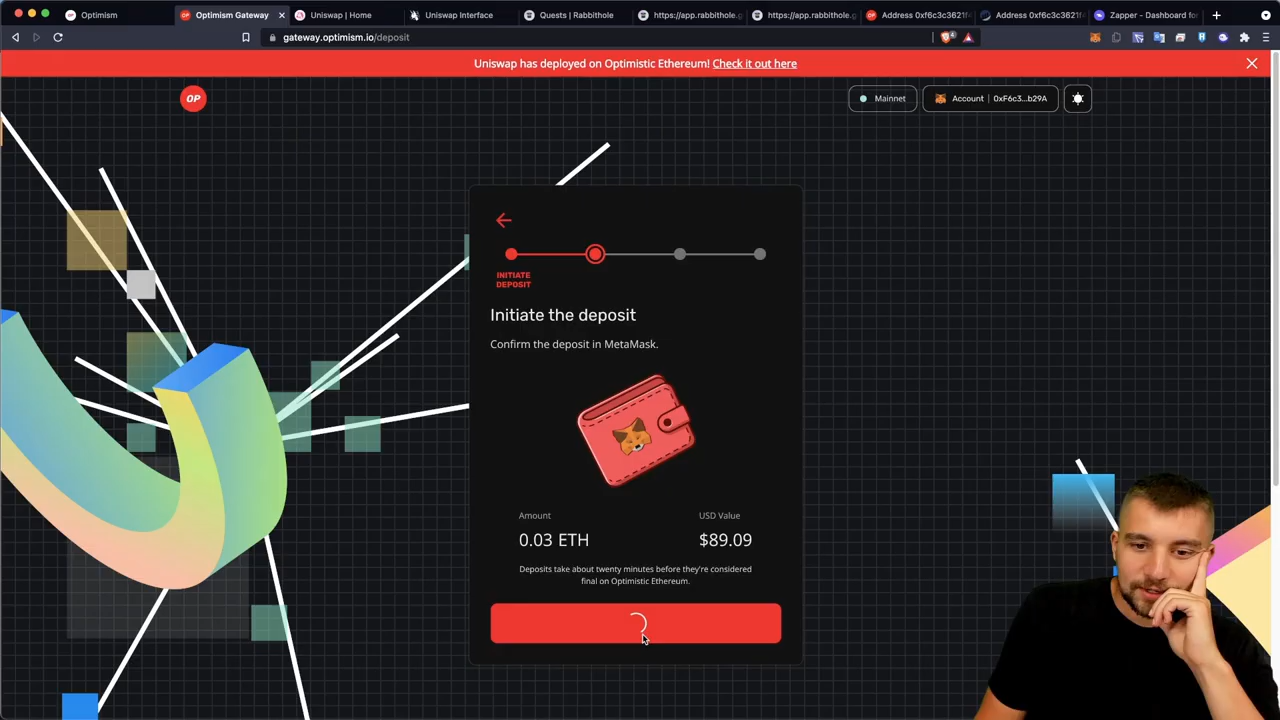 Optimism
Optimism Gateway
Uniswap | Home
Uniswap Interface
Quests | Rabbithole
https://app.rabbithole.g
https://app.rabbithole.g
Address 0xf6c3c3621f
Address 0xf6c3c3621f
Zapper - Dashboard for
gateway.optimism.io/deposit
Uniswap has deployed on Optimistic Ethereum! Check it out here
OP
Mainnet
Account | 0xF6c3...b29A
INITIATE
DEPOSIT
Initiate the deposit
Confirm the deposit in MetaMask.
Amount
USD Value
0.03 ETH
$89.09
Deposits take about twenty minutes before they're considered
final on Optimistic Ethereum.